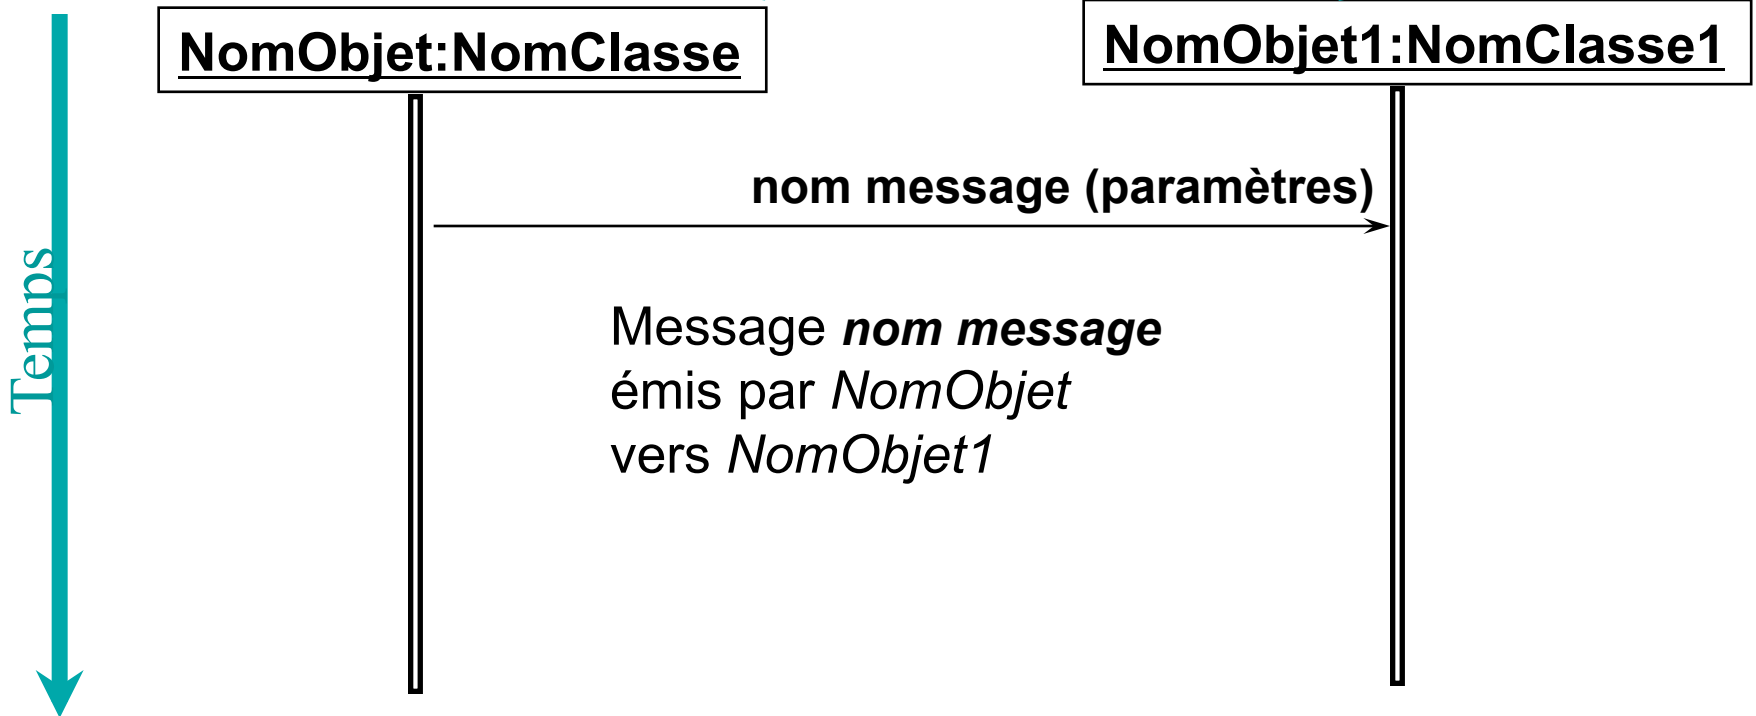 NomObjet:NomClasse
NomObjet1:NomClasse1
nom message (paramètres)
Temps
Message nom message
émis par NomObjet
vers NomObjet1